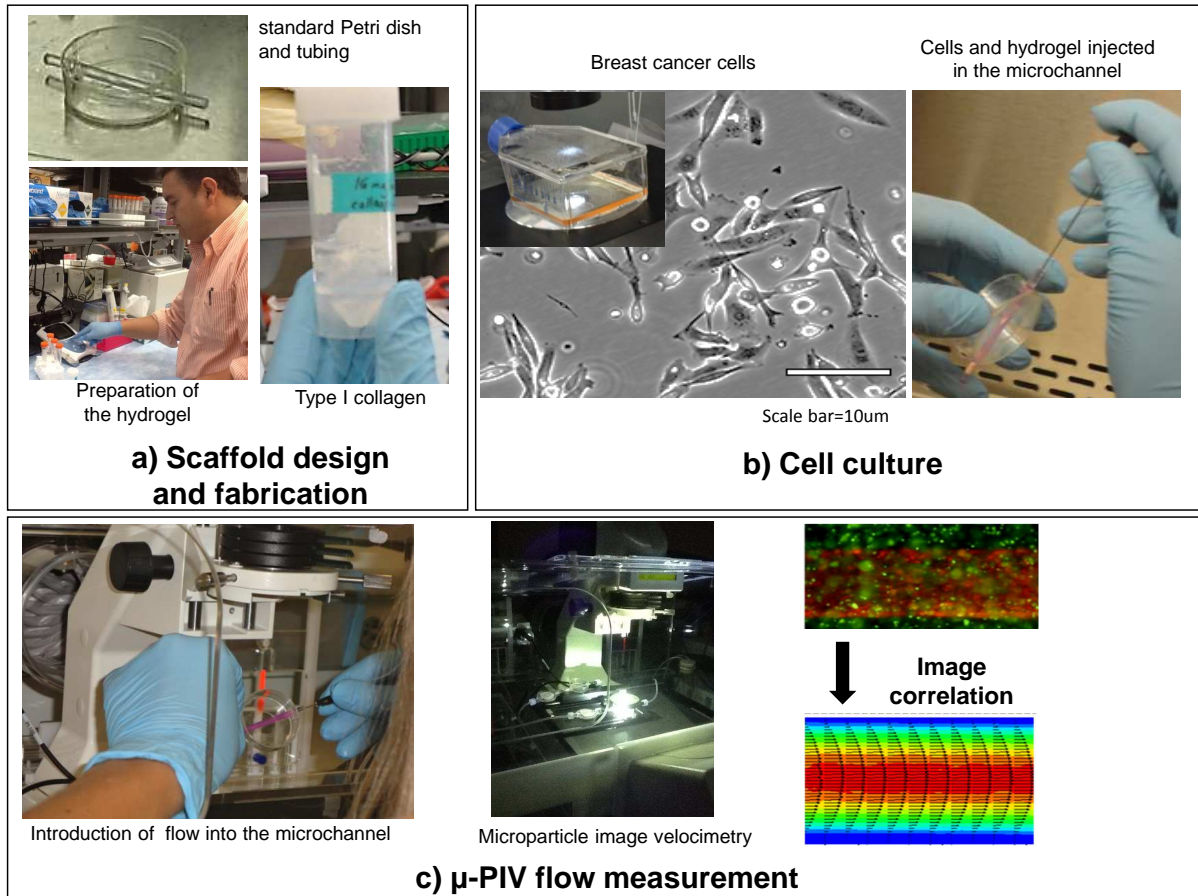 standard Petri dish
and tubing
Preparation of
the hydrogel
Type I collagen
a) Scaffold design
and fabrication
Breast cancer cells
Cells and hydrogel injected
in the microchannel
Scale bar=10um
b) Cell culture
Introduction of flow into the microchannel
Microparticle image velocimetry
Image
correlation
c) μ-PIV flow measurement